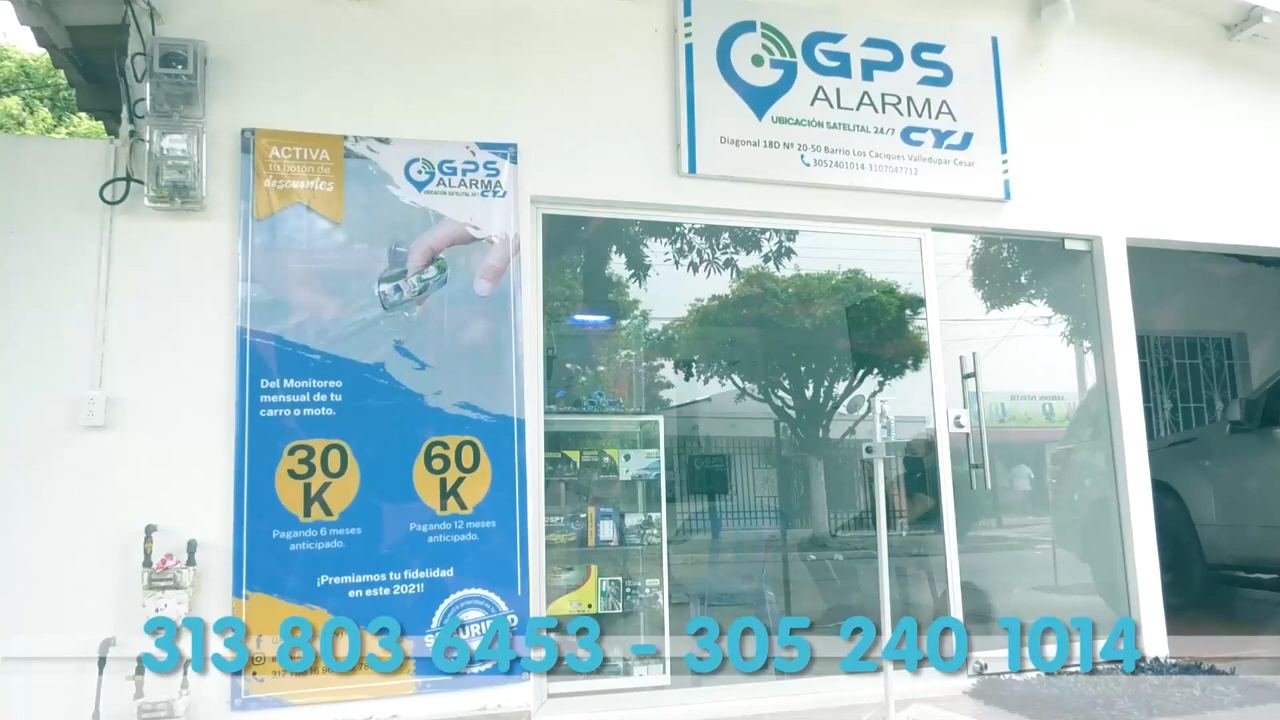 GPS
ALARMA
UBICACIÓN SATELITAL 24/7
CYJ
Diagonal 18D Nº 20-50 Barrio Los Caciques Valledupar-Cesar
3052401014-3107047712
ACTIVA
tu botón de
descuentos
GPS
ALARMA
UBICACIÓN SATELITAL 24/7
CYJ
Del Monitoreo
mensual de tu
carro o moto.
30
K
Pagando 6 meses
anticipado.
60
K
Pagando 12 meses
anticipado.
¡Premiamos tu fidelidad
en este 2021!
313 803 6453 - 305 240 1014